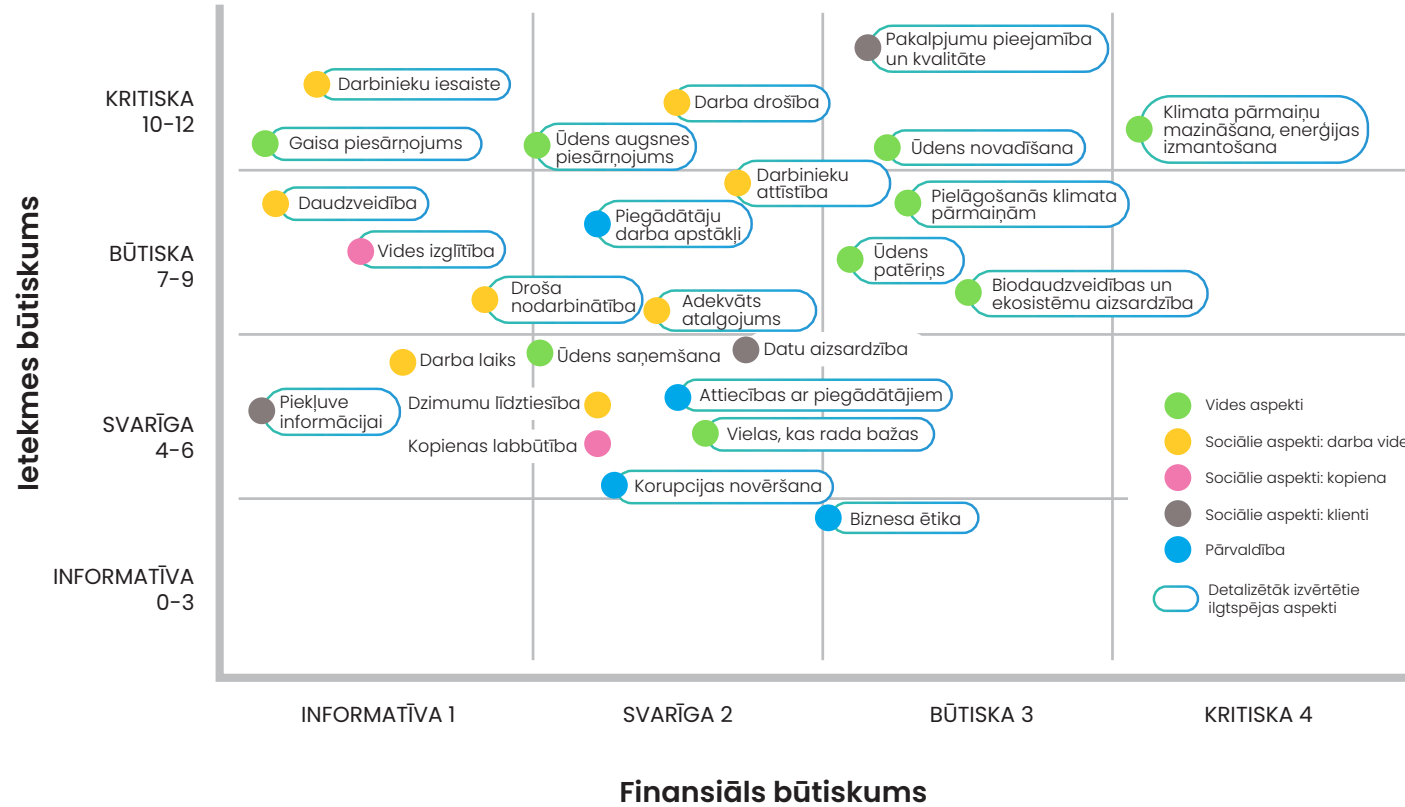 Ietekmes būtiskums
KRITISKA
10-12
BŪTISKA
7-9
SVARĪGA
4-6
INFORMATĪVA
0-3
Pakalpjumu pieejamība
un kvalitāte
Darbinieku iesaiste
Darba drošība
Klimata pārmaiņu
mazināšana, enerģijas
izmantošana
Gaisa piesārņojums
Ūdens augsnes
piesārņojums
Ūdens novadīšana
Darbinieku
attīstība
Daudzveidība
Pielāgošanās klimata
pārmaiņām
Piegādātāju
darba apstākļi
Vides izglītība
Ūdens
patēriņš
Droša
nodarbinātība
Adekvāts
atalgojums
Biodaudzveidības un
ekosistēmu aizsardzība
Darba laiks
Ūdens saņemšana
Datu aizsardzība
Piekļuve
informācijai
Dzimumu līdztiesība
Attiecības ar piegādātājiem
Kopienas labbūtība
Vielas, kas rada bažas
Korupcijas novēršana
Biznesa ētika
Vides aspekti
Sociālie aspekti: darba vide
Sociālie aspekti: kopiena
Sociālie aspekti: klienti
Pārvaldība
Detalizētāk izvērtētie
ilgtspējas aspekti
INFORMATĪVA 1
SVARĪGA 2
BŪTISKA 3
KRITISKA 4
Finansiāls būtiskums